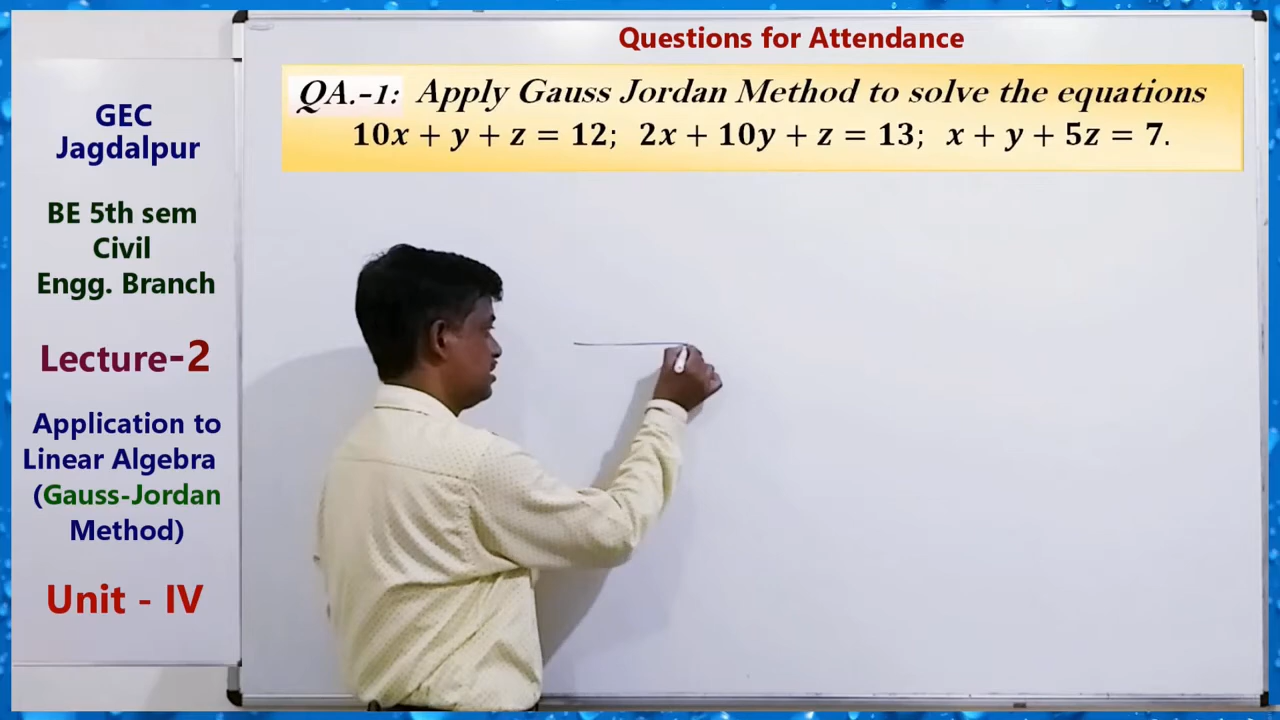 Questions for Attendance
QA.-1: Apply Gauss Jordan Method to solve the equations
10x + y + z = 12; 2x + 10y + z = 13; x + y + 5z = 7.
GEC
Jagdalpur
BE 5th sem
Civil
Engg. Branch
Lecture-2
Application to
Linear Algebra
(Gauss-Jordan
Method)
Unit - IV